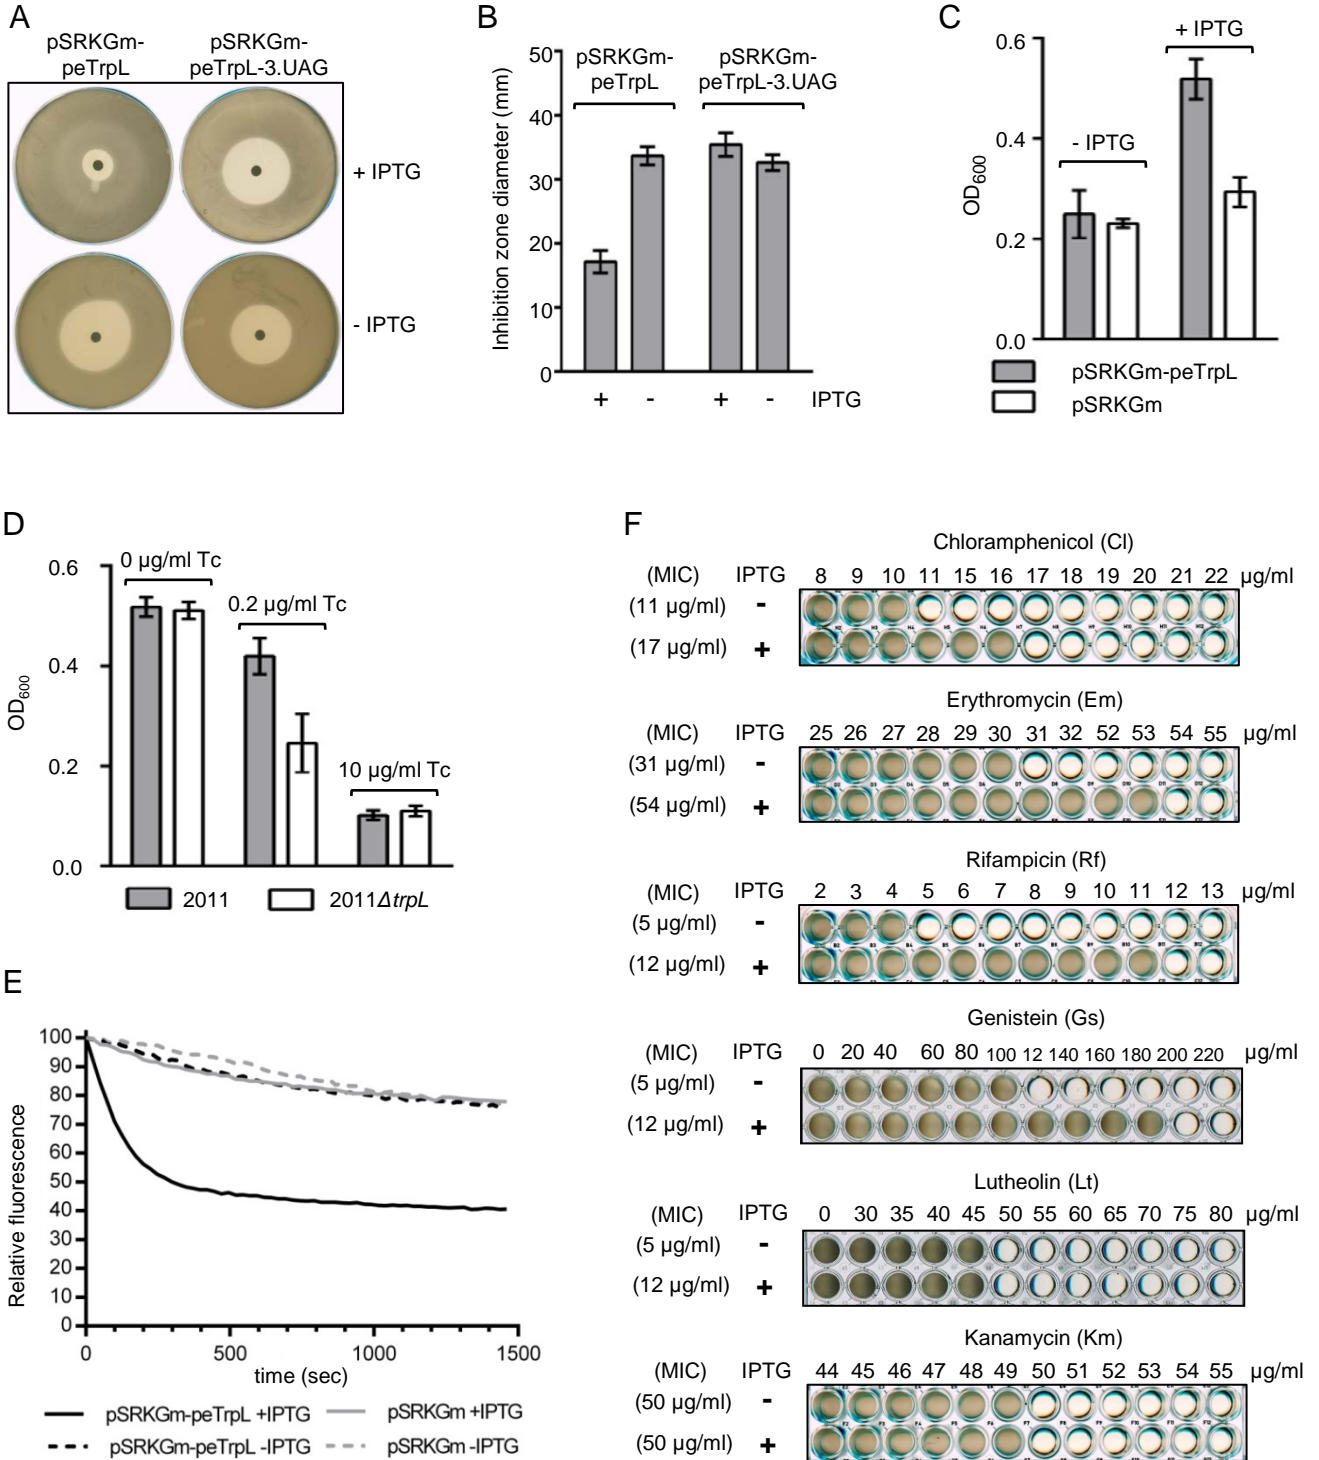 A
pSRKGm-
peTrpL
pSRKGm-
peTrpL-3.UAG
+ IPTG
- IPTG
B
Inhibition zone diameter (mm)
50
40
30
20
10
0
pSRKGm-
peTrpL
pSRKGm-
peTrpL-3.UAG
+ - + - IPTG
C
OD600
0.6
0.4
0.2
0.0
- IPTG
+ IPTG
pSRKGm-peTrpL
pSRKGm
D
OD600
0.6
0.4
0.2
0.0
0 µg/ml Tc
0.2 µg/ml Tc
10 µg/ml Tc
2011
2011ΔtrpL
E
Relative fluorescence
100
90
80
70
60
50
40
30
20
10
0
0 500 1000 1500
time (sec)
pSRKGm-peTrpL +IPTG
pSRKGm +IPTG
pSRKGm-peTrpL -IPTG
pSRKGm -IPTG
F
Chloramphenicol (Cl)
(MIC) IPTG 8 9 10 11 15 16 17 18 19 20 21 22 µg/ml
(11 µg/ml) -
(17 µg/ml) +
Erythromycin (Em)
(MIC) IPTG 25 26 27 28 29 30 31 32 52 53 54 55 µg/ml
(31 µg/ml) -
(54 µg/ml) +
Rifampicin (Rf)
(MIC) IPTG 2 3 4 5 6 7 8 9 10 11 12 13 µg/ml
(5 µg/ml) -
(12 µg/ml) +
Genistein (Gs)
(MIC) IPTG 0 20 40 60 80 100 12 140 160 180 200 220 µg/ml
(5 µg/ml) -
(12 µg/ml) +
Lutheolin (Lt)
(MIC) IPTG 0 30 35 40 45 50 55 60 65 70 75 80 µg/ml
(5 µg/ml) -
(12 µg/ml) +
Kanamycin (Km)
(MIC) IPTG 44 45 46 47 48 49 50 51 52 53 54 55 µg/ml
(50 µg/ml) -
(50 µg/ml) +